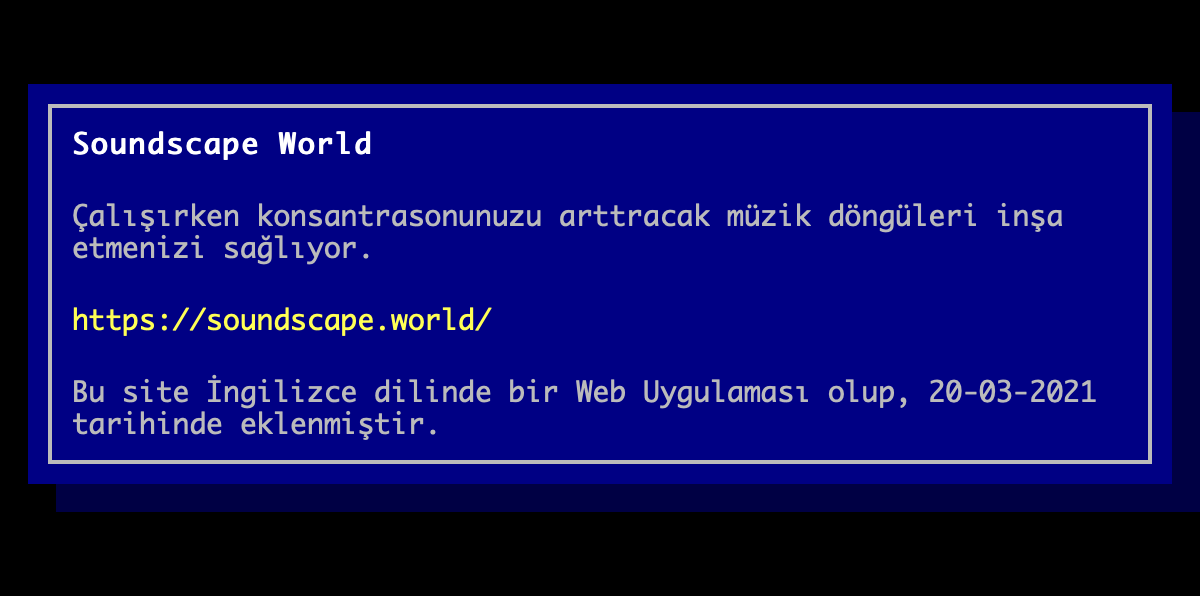 Soundscape World
Çalışırken konsantrasonunuzu arttracak müzik döngüleri inşa
etmenizi sağlıyor.
https://soundscape.world/
Bu site İngilizce dilinde bir Web Uygulaması olup, 20-03-2021
tarihinde eklenmiştir.